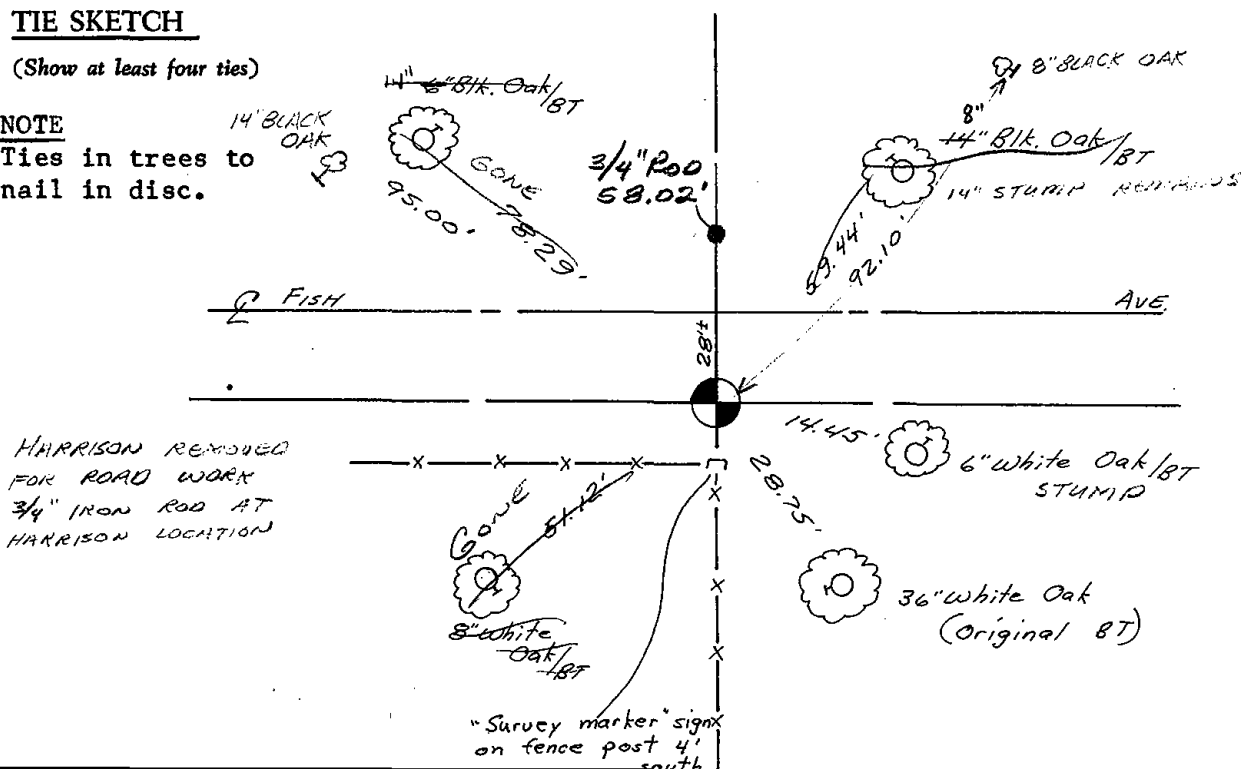 TIE SKETCH
(Show at least four ties)
NOTE
Ties in trees to
nail in disc.
14" BLACK
OAK
14"
6" Blk. Oak/BT
GONE
95.00'
78.29'
3/4" ROD
58.02'
8" BLACK OAK
8"
14" Blk. Oak/BT
14" STUMP REMAINS
59.44'
92.10'
℄ FISH
AVE.
28±
14.45'
6" White Oak/BT
STUMP
HARRISON REMOVED
FOR ROAD WORK
3/4" IRON ROD AT
HARRISON LOCATION
GONE
51.12'
28.75'
8" White
Oak/BT
36" White Oak
(Original BT)
"Survey marker" sign
on fence post 4'
south